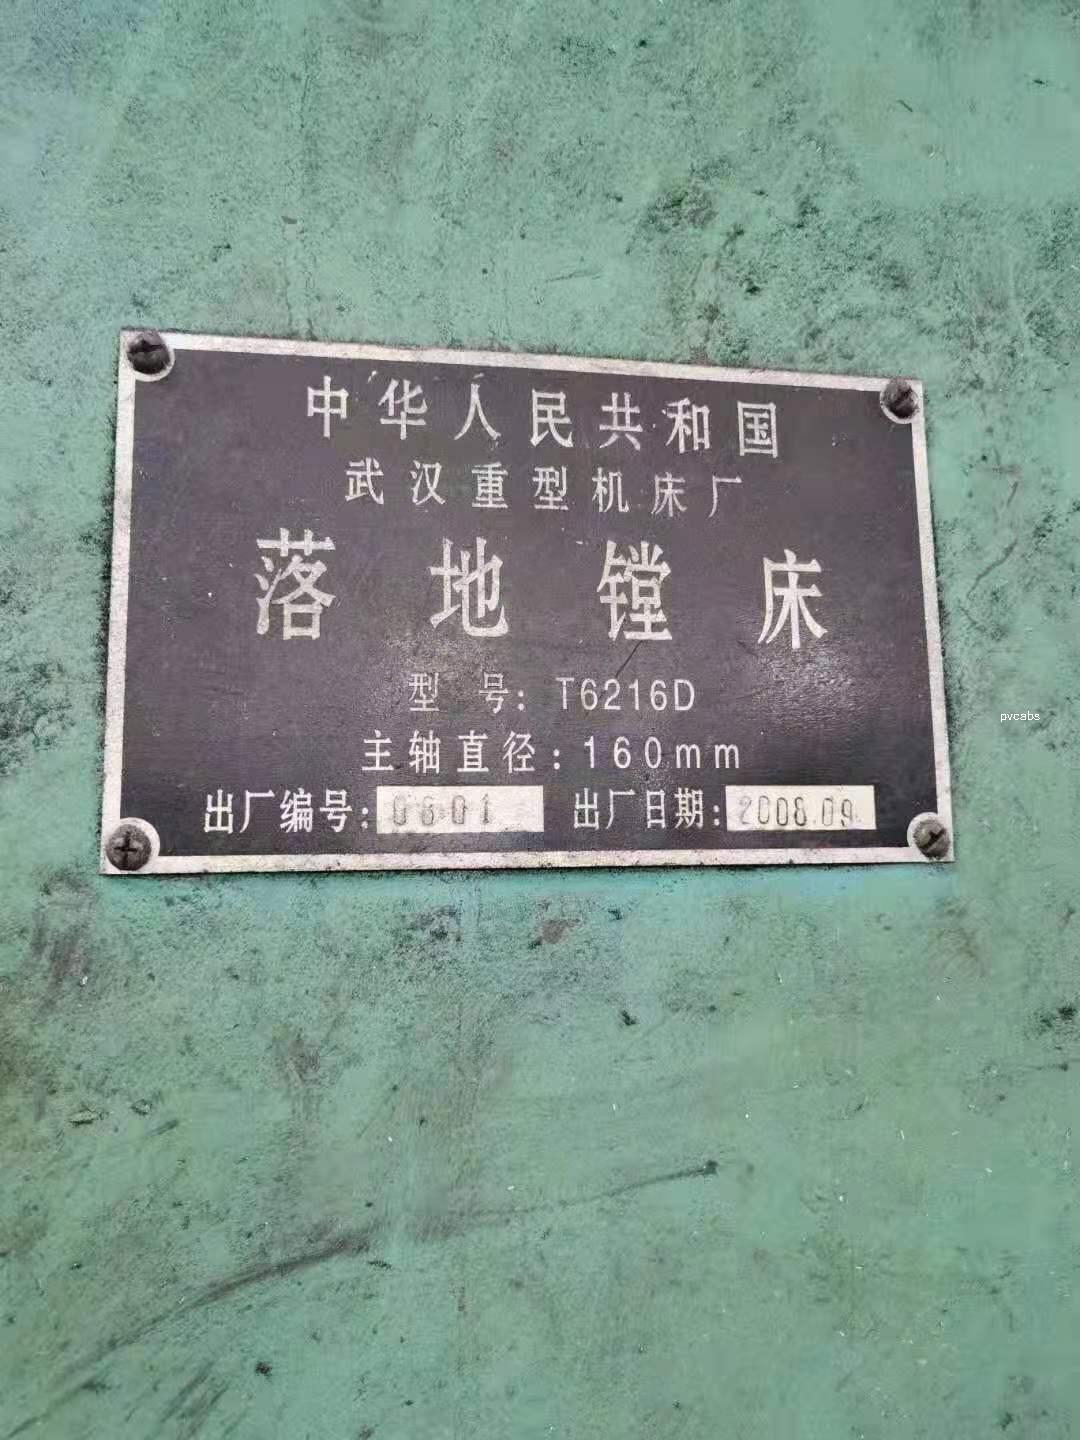 中华人民共和国
武汉重型机床厂
落地镗床
型 号: T6216D
主轴直径: 160mm
出厂编号: 0601 出厂日期: 2008.09
pvcabs